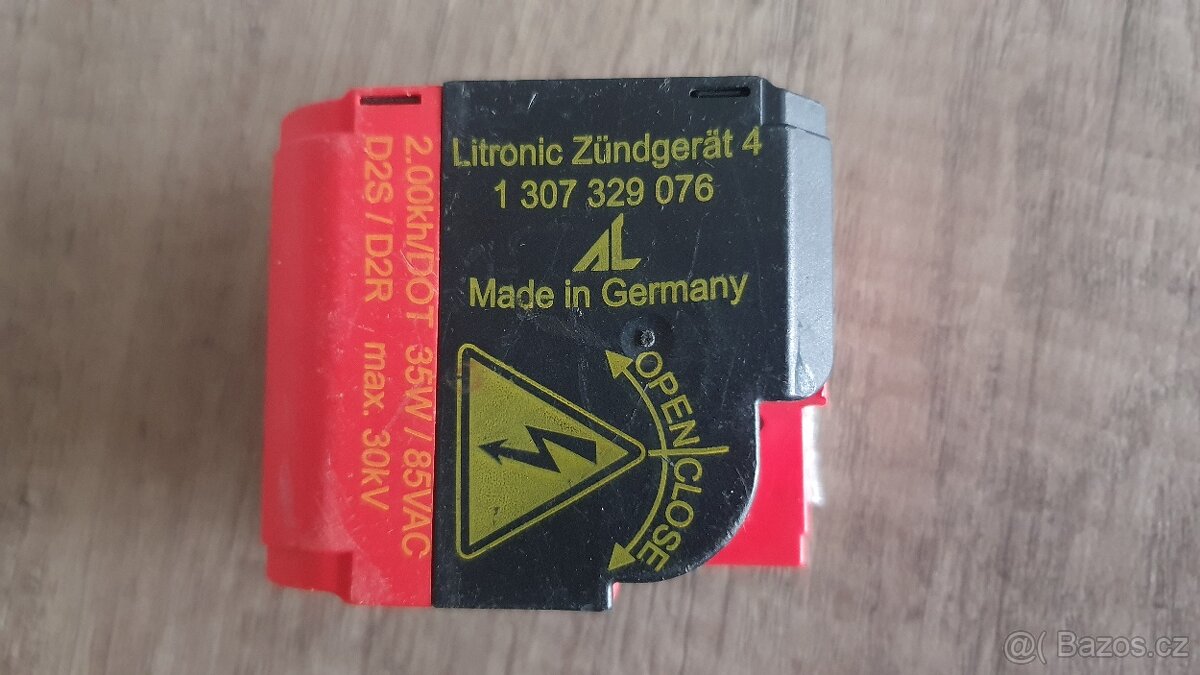 Litronic Zündgerät 4
1 307 329 076
AL
Made in Germany
OPEN/CLOSE
2.00kh/DOT 35W / 85VAC
D2S / D2R max. 30kV
@( Bazos.cz